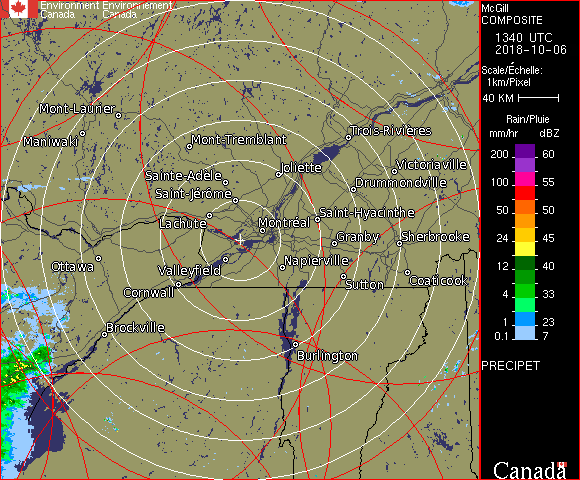 Environment Environnement
Canada Canada
McGill
COMPOSITE
1340 UTC
2018-10-06
Scale/Échelle:
1km/Pixel
40 KM
Rain/Pluie
mm/hr dBZ
200 60
100 55
50 50
24 45
12 40
4 33
1 23
0.1 7
PRECIPET
Canada
Mont-Laurier
Maniwaki
Mont-Tremblant
Trois-Rivières
Sainte-Adèle
Joliette
Victoriaville
Saint-Jérôme
Drummondville
Lachute
Montréal
Saint-Hyacinthe
Granby
Sherbrooke
Ottawa
Valleyfield
Napierville
Cornwall
Sutton
Coaticook
Brockville
Burlington